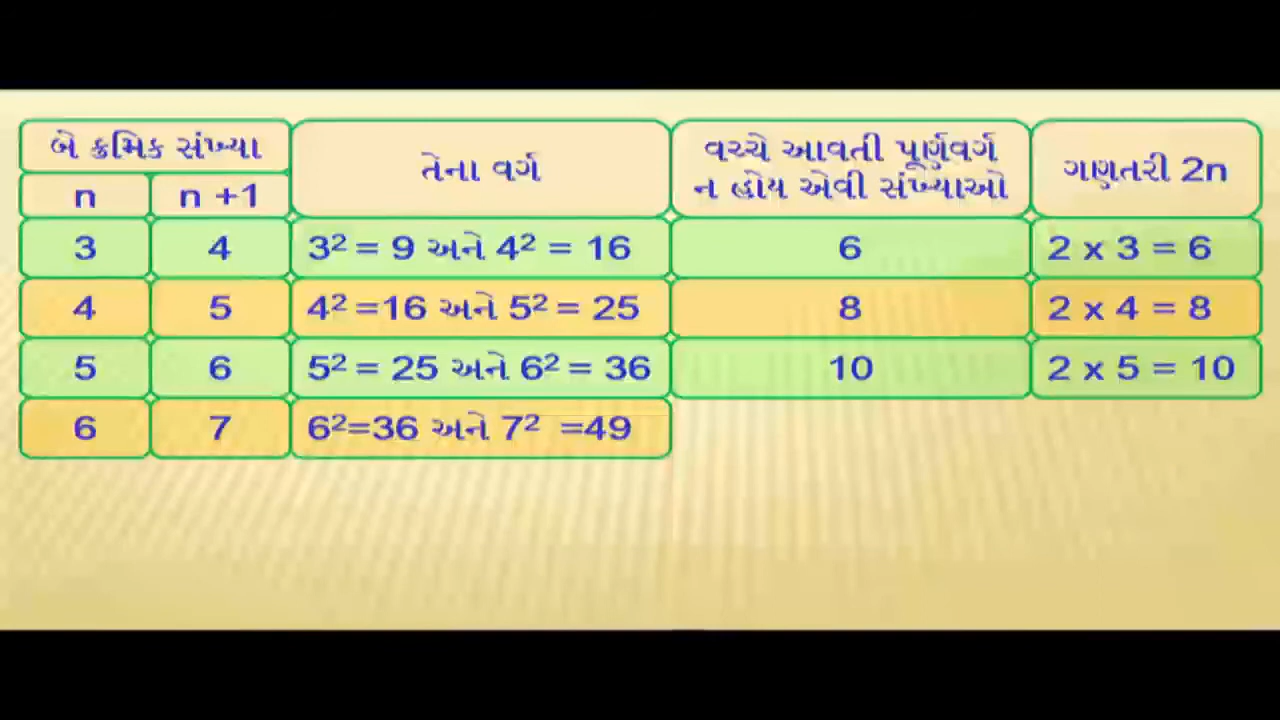 બે ક્રમિક સંખ્યા
n n +1
તેના વર્ગ
વચ્ચે આવતી પૂર્ણવર્ગ
ન હોય એવી સંખ્યાઓ
ગણતરી 2n
3 4 3² = 9 અને 4² = 16 6 2 x 3 = 6
4 5 4² =16 અને 5² = 25 8 2 x 4 = 8
5 6 5² = 25 અને 6² = 36 10 2 x 5 = 10
6 7 6²=36 અને 7² =49